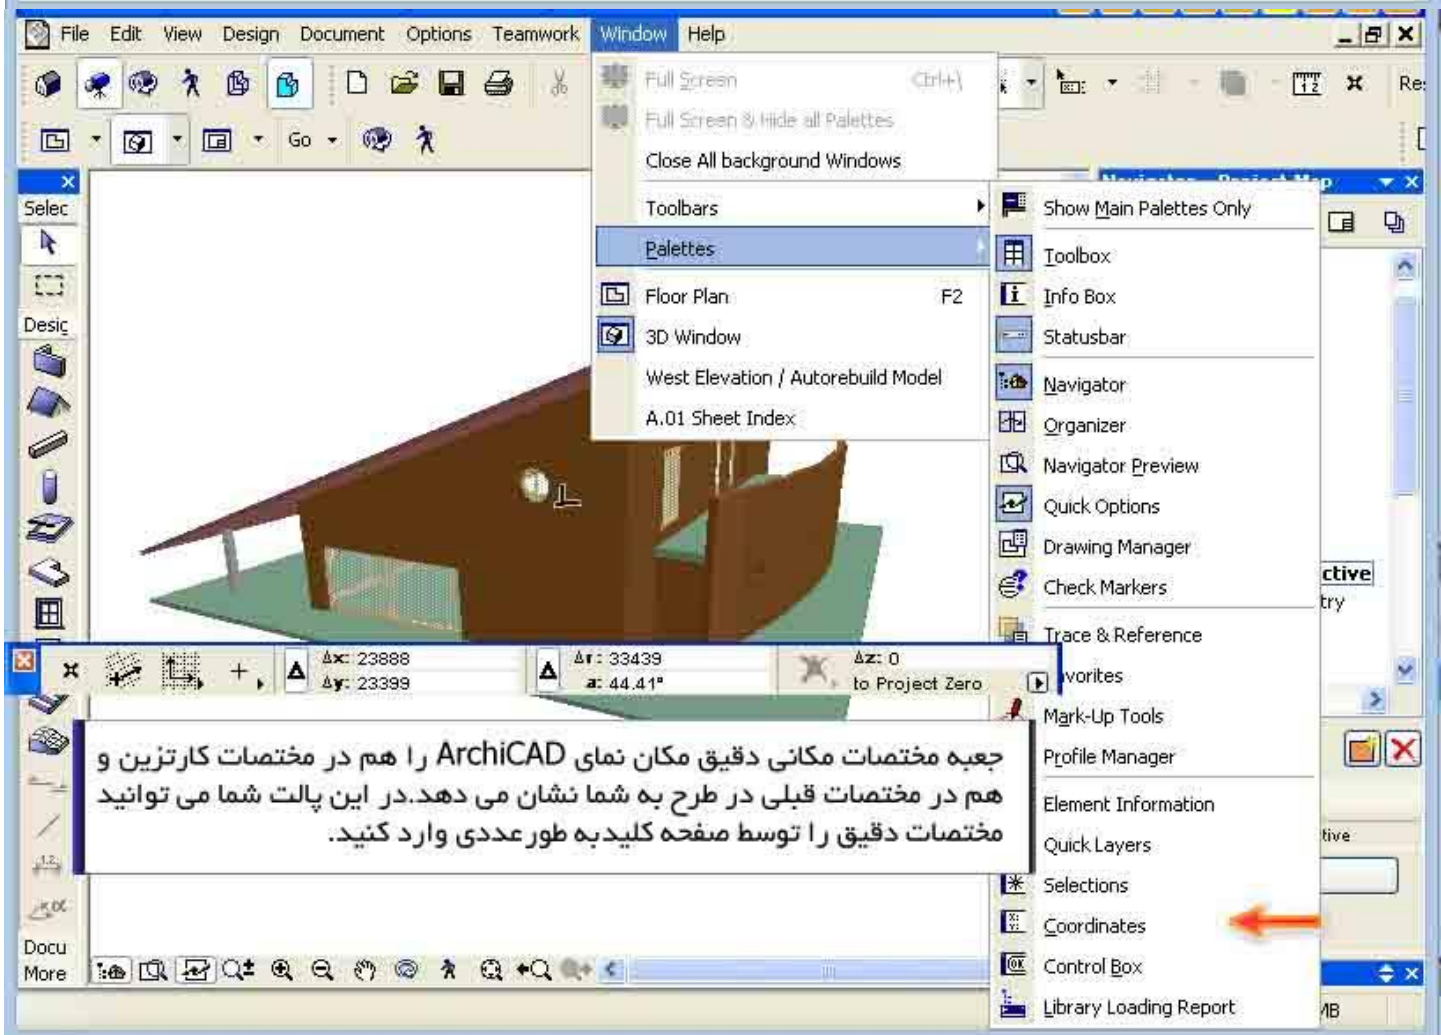 File Edit View Design Document Options Teamwork Window Help
Full Screen Ctrl+\
Full Screen & Hide all Palettes
Close All background Windows
Toolbars
Palettes
Floor Plan F2
3D Window
West Elevation / Autorebuild Model
A.01 Sheet Index
Go
Selec
Desig
Docu
More
Show Main Palettes Only
Toolbox
Info Box
Statusbar
Navigator
Organizer
Navigator Preview
Quick Options
Drawing Manager
Check Markers
Trace & Reference
vorites
Mark-Up Tools
Profile Manager
Element Information
Quick Layers
Selections
Coordinates
Control Box
Library Loading Report
ctive
try
tive
MB
Δx: 23888
Δy: 23399
Δr: 33439
a: 44.41°
Δz: 0
to Project Zero
جعبه مختصات مکانی دقیق مکان نمای ArchiCAD را هم در مختصات کارتزین و
هم در مختصات قبلی در طرح به شما نشان می دهد.در این پالت شما می توانید
مختصات دقیق را توسط صفحه کلیدبه طورعددی وارد کنید.